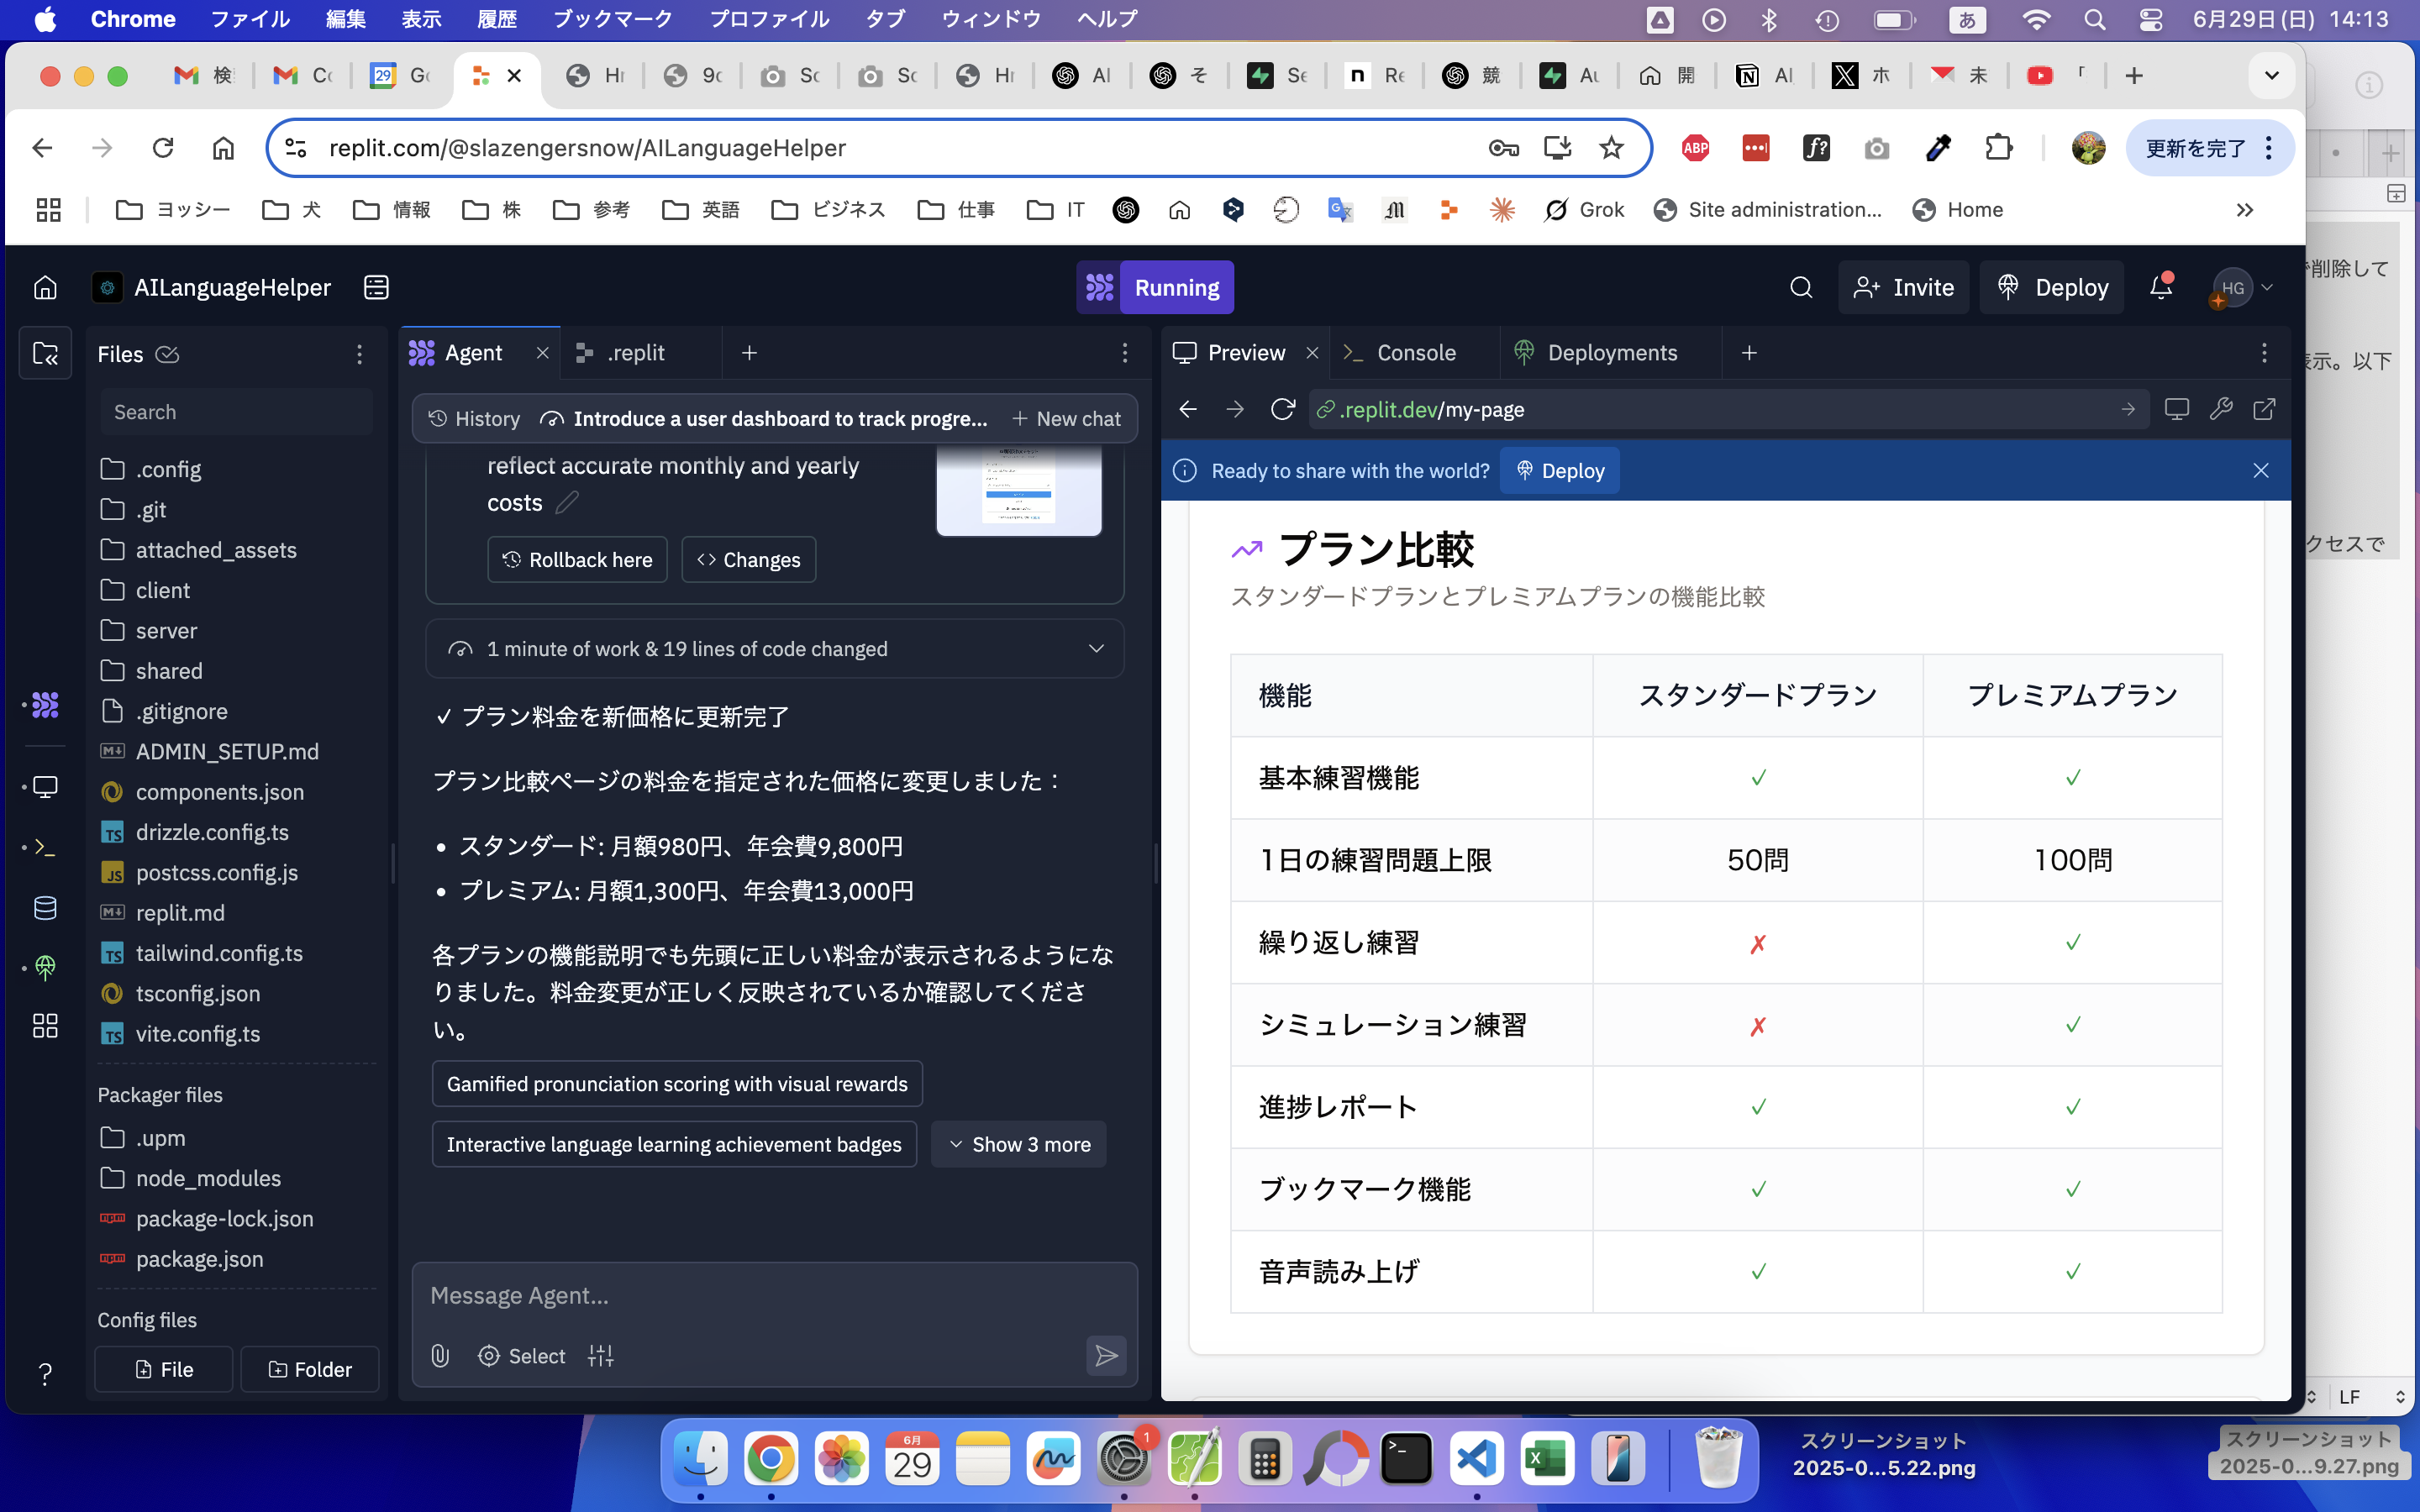 Chrome ファイル 編集 表示 履歴 ブックマーク プロファイル タブ ウィンドウ ヘルプ あ 6月29日(日) 14:13
検 Cc 29 Gc Hr 9c Sc Sc Hr AI そ Se Re 競 Au 開 AI ホ 未 「
replit.com/@slazengersnow/AILanguageHelper ABP f? 更新を完了
ヨッシー 犬 情報 株 参考 英語 ビジネス 仕事 IT Grok Site administration... Home
AILanguageHelper Running Invite Deploy HG
Files
Search
.config
.git
attached_assets
client
server
shared
.gitignore
ADMIN_SETUP.md
components.json
drizzle.config.ts
postcss.config.js
replit.md
tailwind.config.ts
tsconfig.json
vite.config.ts
Packager files
.upm
node_modules
package-lock.json
package.json
Config files
File Folder
Agent .replit
History Introduce a user dashboard to track progre... New chat
reflect accurate monthly and yearly
costs
Rollback here Changes
1 minute of work & 19 lines of code changed
✓ プラン料金を新価格に更新完了
プラン比較ページの料金を指定された価格に変更しました：
• スタンダード: 月額980円、年会費9,800円
• プレミアム: 月額1,300円、年会費13,000円
各プランの機能説明でも先頭に正しい料金が表示されるようにな
りました。料金変更が正しく反映されているか確認してくださ
い。
Gamified pronunciation scoring with visual rewards
Interactive language learning achievement badges Show 3 more
Message Agent...
Select
Preview Console Deployments
.replit.dev/my-page
Ready to share with the world? Deploy
プラン比較
スタンダードプランとプレミアムプランの機能比較
機能 スタンダードプラン プレミアムプラン
基本練習機能 ✓ ✓
1日の練習問題上限 50問 100問
繰り返し練習 ✗ ✓
シミュレーション練習 ✗ ✓
進捗レポート ✓ ✓
ブックマーク機能 ✓ ✓
音声読み上げ ✓ ✓
削除して
表示。以下
クセスで
LF
6月
29
1
スクリーンショット
2025-0...5.22.png
スクリーンショット
2025-0...9.27.png